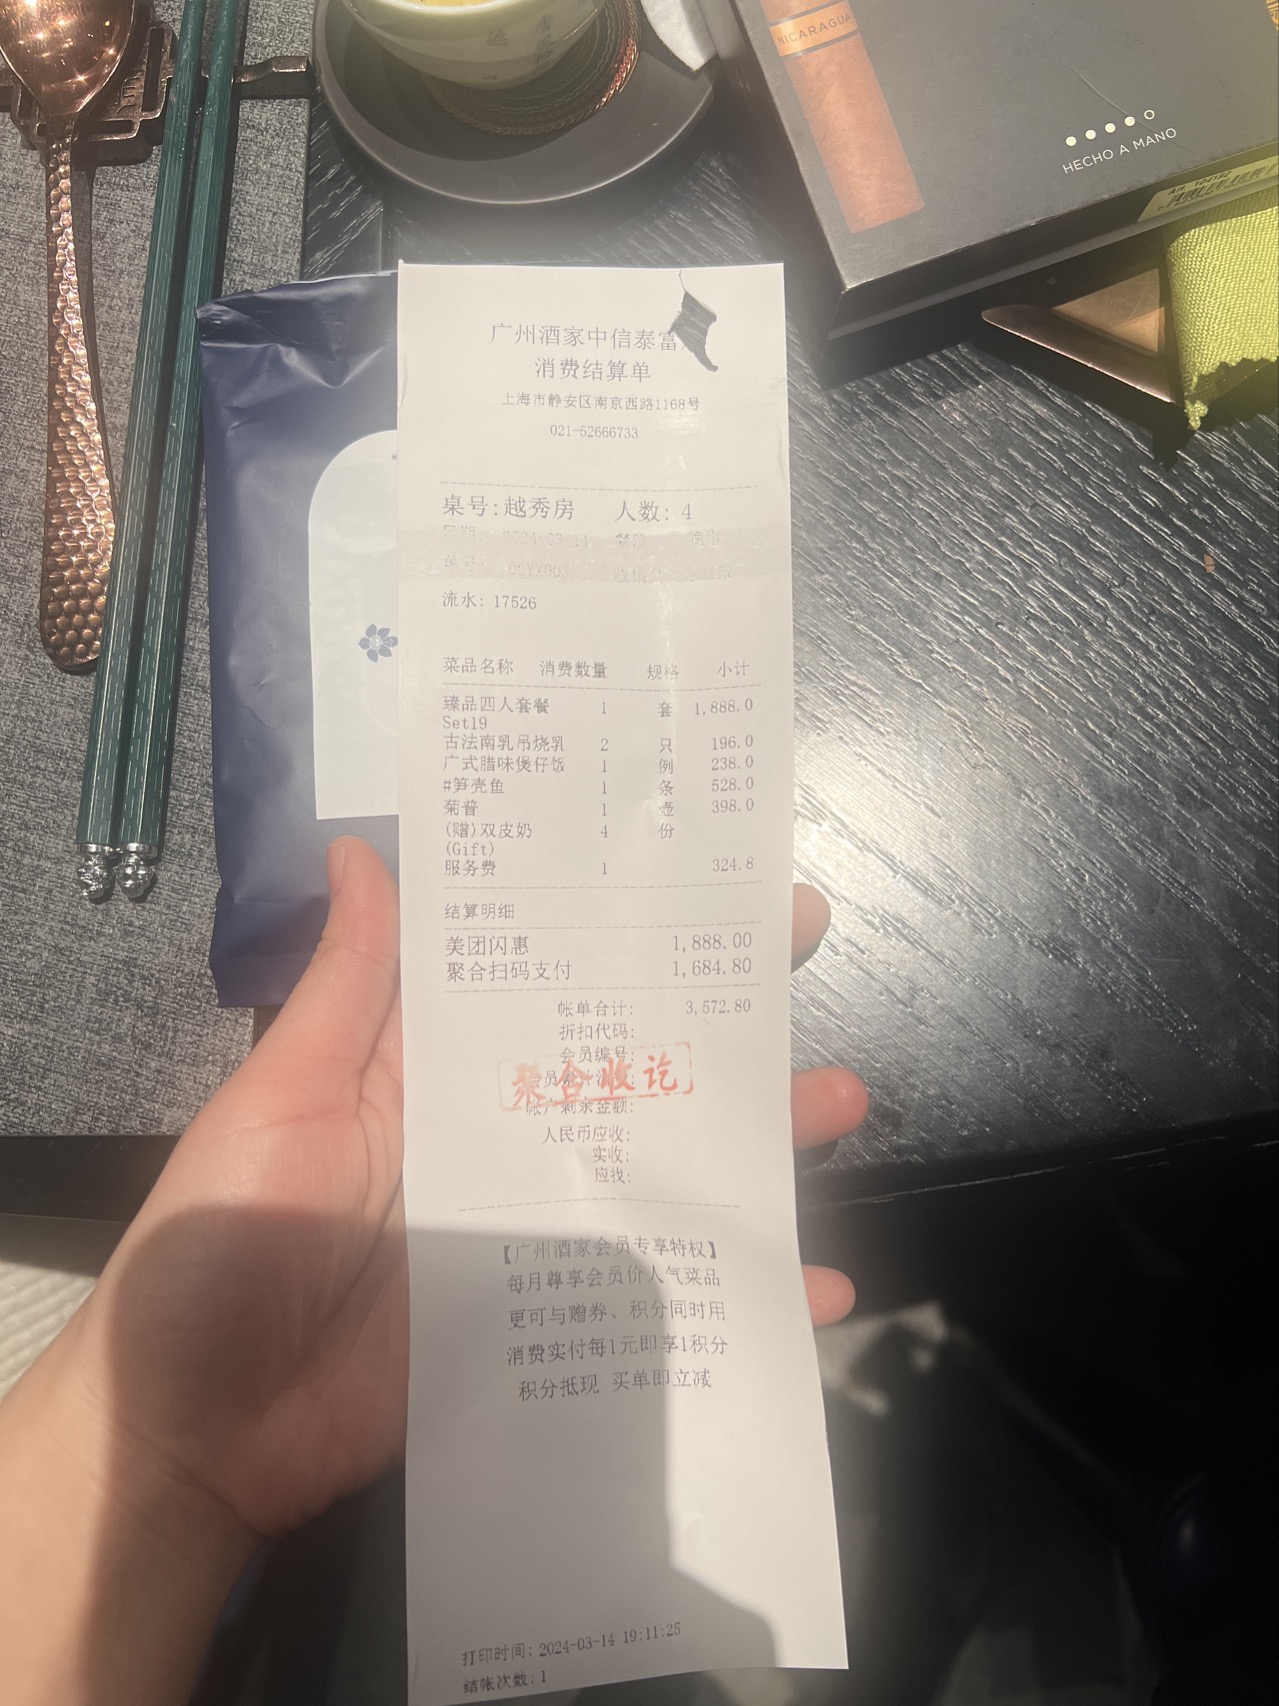 NICARAGUA
HECHO A MANO
广州酒家中信泰富
消费结算单
上海市静安区南京西路1168号
021-52666733
桌号:越秀房 人数: 4
流水: 17526
菜品名称 消费数量 规格 小计
臻品四人套餐 1 套 1,888.0
Set19
古法南乳吊烧乳 2 只 196.0
广式腊味煲仔饭 1 例 238.0
#笋壳鱼 1 条 528.0
菊普 1 壶 398.0
(赠)双皮奶 4 份
(Gift)
服务费 1 324.8
结算明细
美团闪惠 1,888.00
聚合扫码支付 1,684.80
帐单合计: 3,572.80
折扣代码:
会员编号:
聚合收讫
帐户剩余金额:
人民币应收:
实收:
应找:
【广州酒家会员专享特权】
每月尊享会员价人气菜品
更可与赠券、积分同时用
消费实付每1元即享1积分
积分抵现 买单即立减
打印时间: 2024-03-14 19:11:25
结帐次数: 1